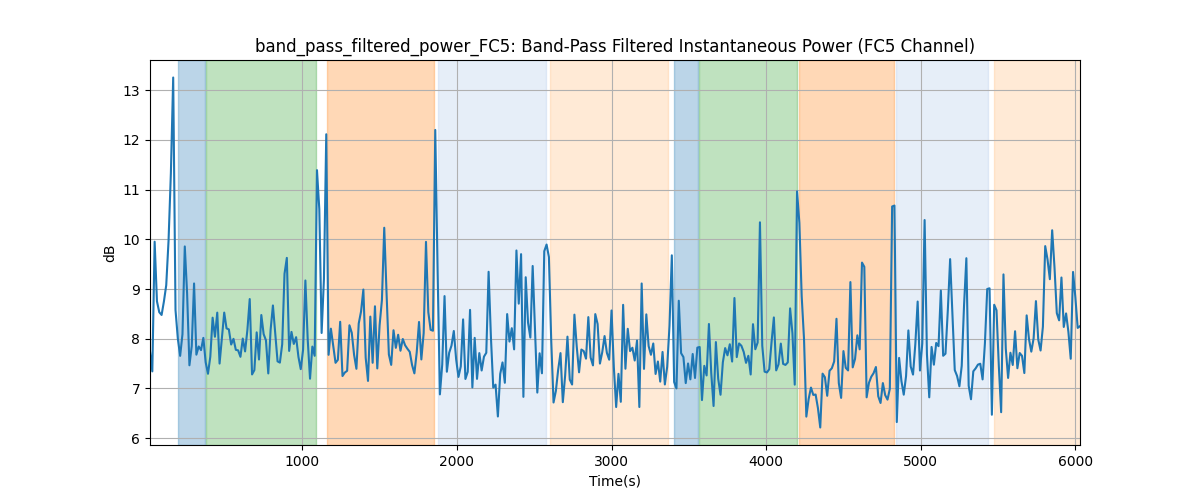 band_pass_filtered_power_FC5: Band-Pass Filtered Instantaneous Power (FC5 Channel)
13
12
11
10
9
8
7
6
dB
1000 2000 3000 4000 5000 6000
Time(s)